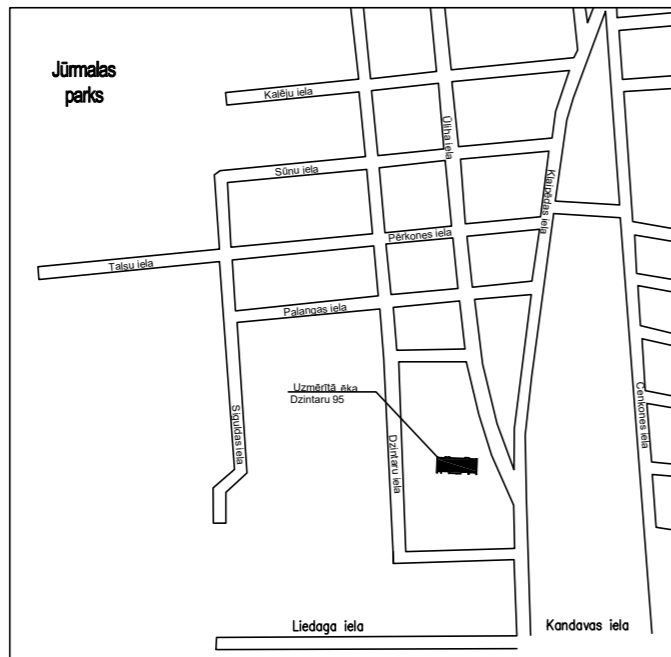 Jūrmalas
parks
Kalēju iela
Ūliha iela
Sūnu iela
Klaipēdas iela
Pērkones iela
Talsu iela
Palangas iela
Uzmērītā ēka
Dzintaru 95
Siguldas iela
Dzintaru iela
Cenkones iela
Liedaga iela
Kandavas iela